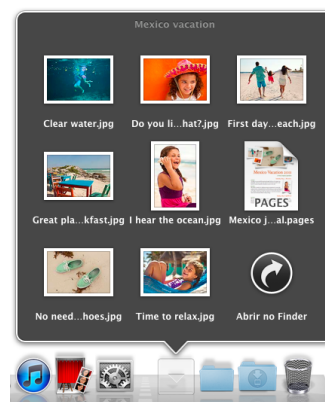 Mexico vacation
Clear water.jpg
Do you li...hat?.jpg
First day...each.jpg
Great pla...kfast.jpg
I hear the ocean.jpg
PAGES
Mexico j...al.pages
No need...hoes.jpg
Time to relax.jpg
Abrir no Finder